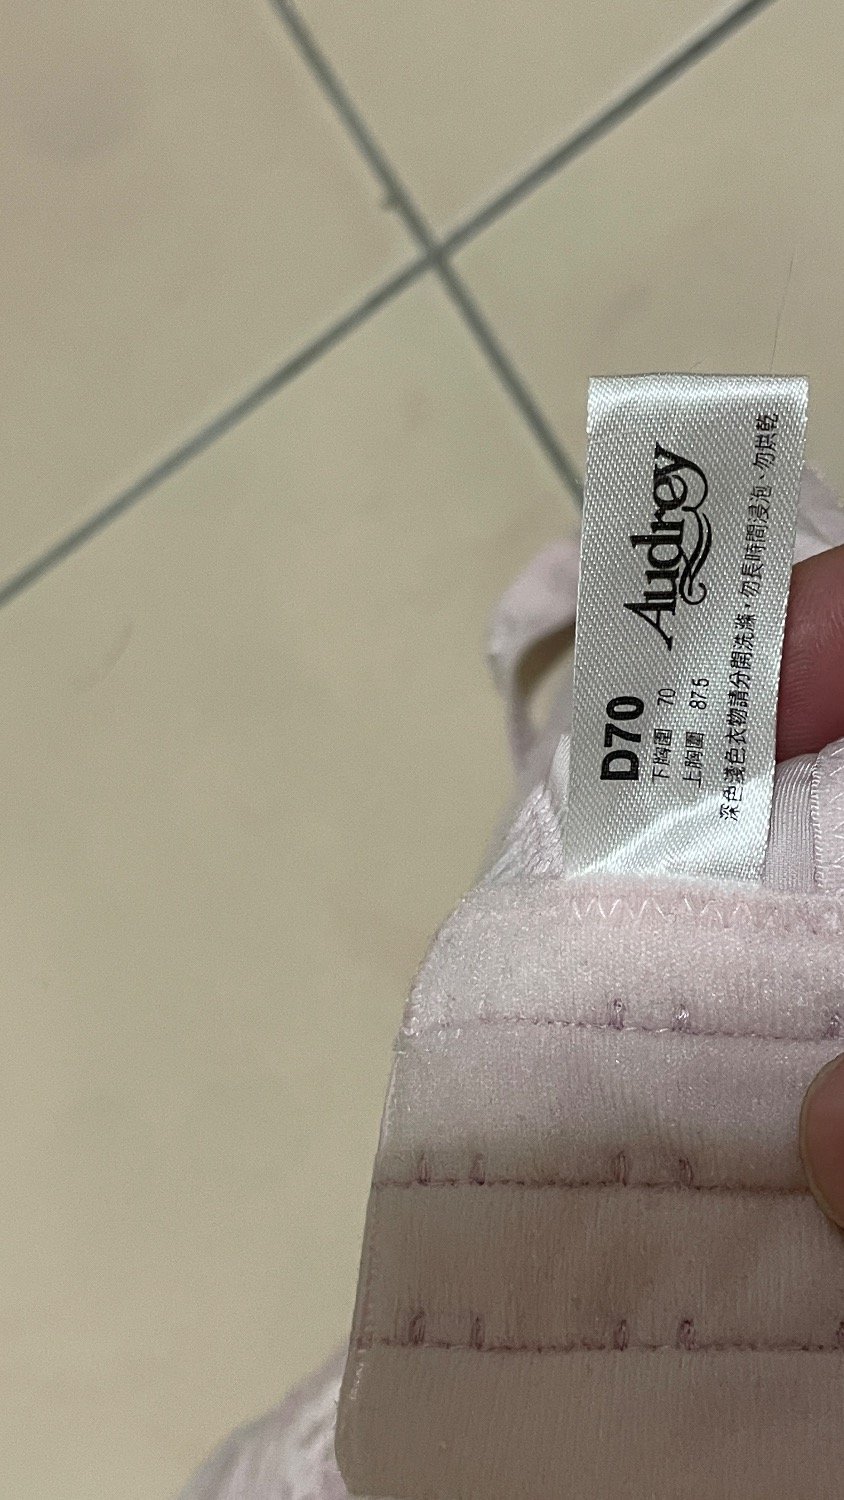 Audrey
D70
下胸圍 70
上胸圍 87.5
深色淺色衣物請分開洗滌，勿長時間浸泡、勿烘乾